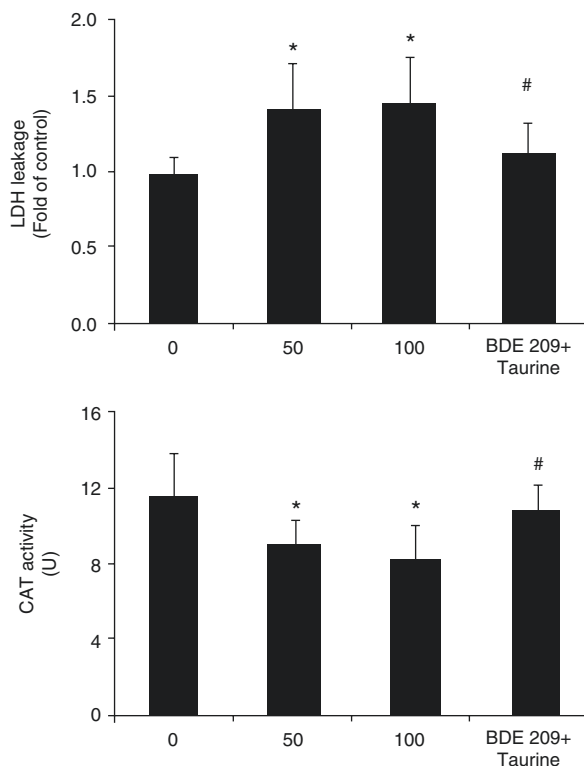 2.0
* *
1.5
#
LDH leakage
(Fold of control)
1.0
0.5
0.0
0 50 100 BDE 209+
Taurine
16
#
12
* *
CAT activity
(U)
8
4
0
0 50 100 BDE 209+
Taurine